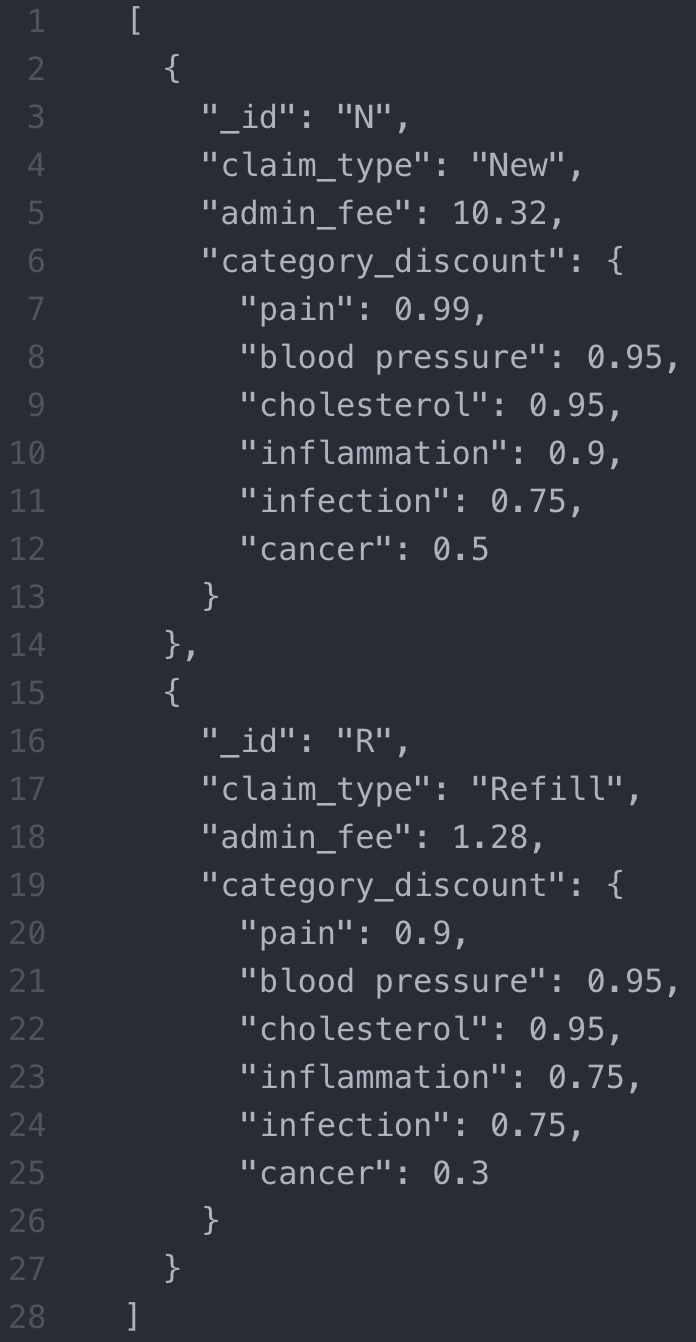 1 [
2 {
3 "_id": "N",
4 "claim_type": "New",
5 "admin_fee": 10.32,
6 "category_discount": {
7 "pain": 0.99,
8 "blood pressure": 0.95,
9 "cholesterol": 0.95,
10 "inflammation": 0.9,
11 "infection": 0.75,
12 "cancer": 0.5
13 }
14 },
15 {
16 "_id": "R",
17 "claim_type": "Refill",
18 "admin_fee": 1.28,
19 "category_discount": {
20 "pain": 0.9,
21 "blood pressure": 0.95,
22 "cholesterol": 0.95,
23 "inflammation": 0.75,
24 "infection": 0.75,
25 "cancer": 0.3
26 }
27 }
28 ]